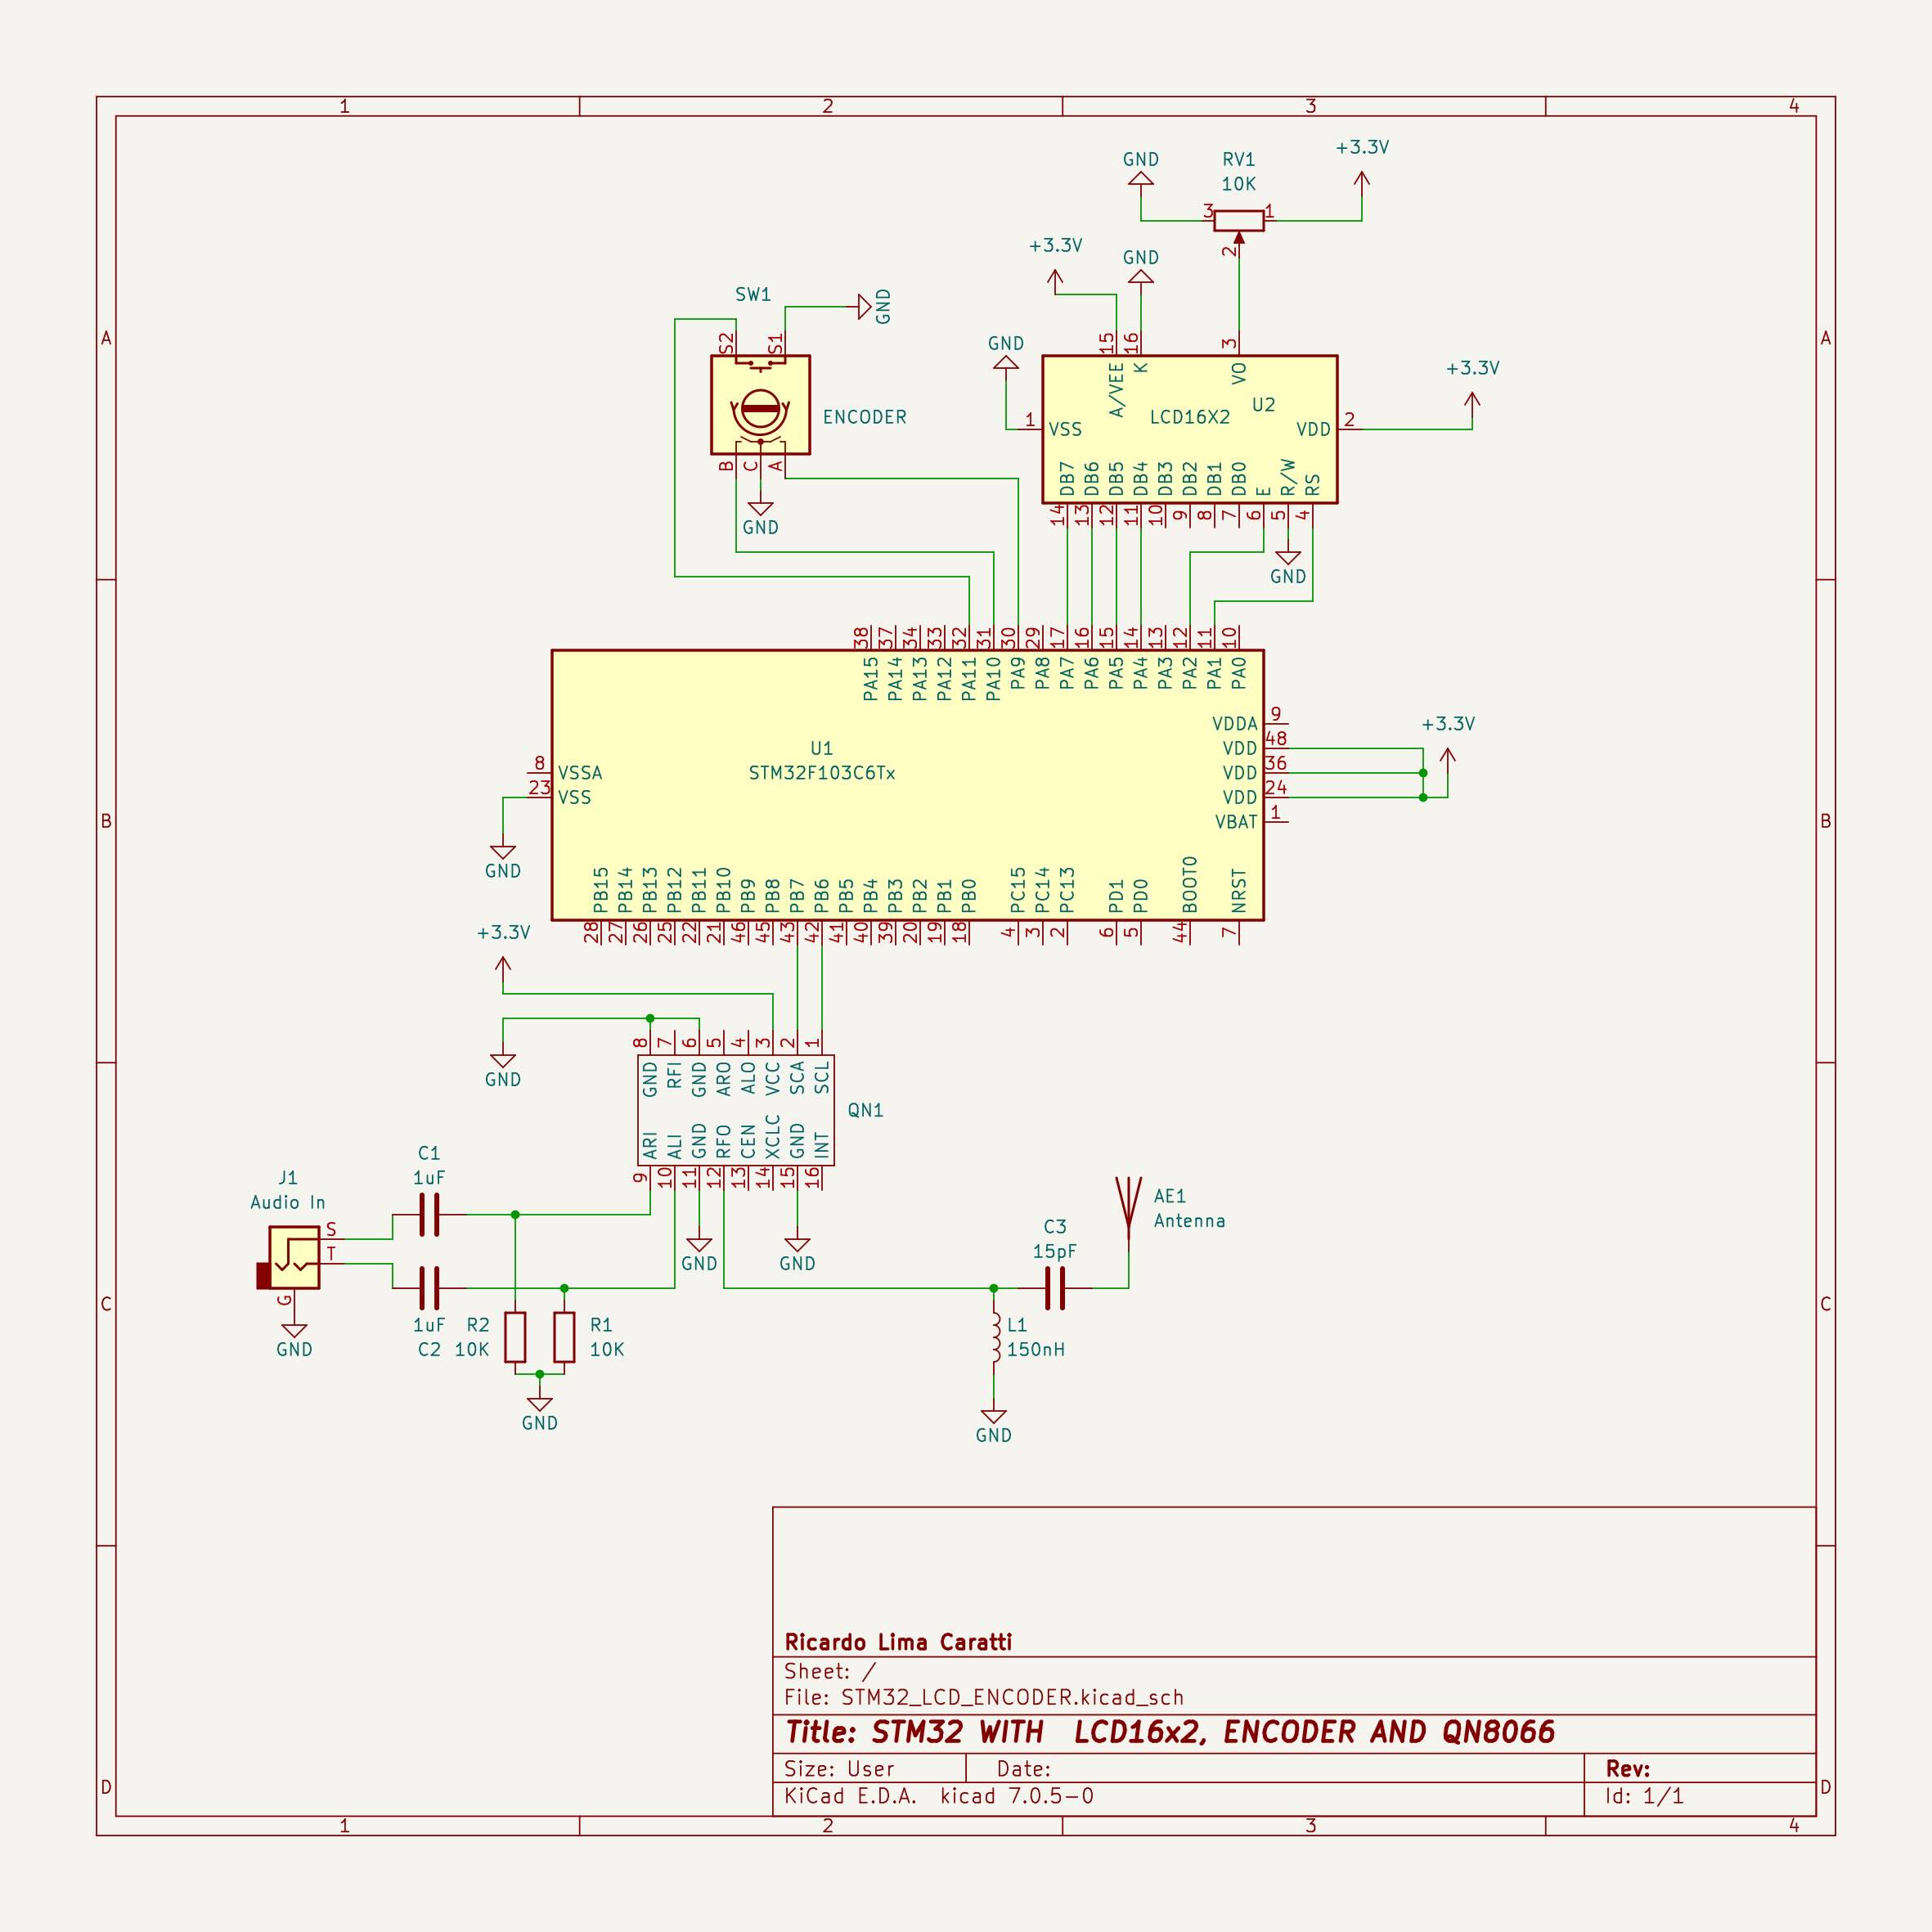 1 2 3 4
GND
RV1
10K
+3.3V
3 1
2
+3.3V
GND
SW1
GND
S2 S1
ENCODER
B C A
GND
GND
15 16 3
A/VEE K VO
U2
LCD16X2
1 VSS
VDD 2
+3.3V
DB7 DB6 DB5 DB4 DB3 DB2 DB1 DB0 E R/W RS
14 13 12 11 10 9 8 7 6 5 4
GND
A A
38 37 34 33 32 31 30 29 17 16 15 14 13 12 11 10
PA15 PA14 PA13 PA12 PA11 PA10 PA9 PA8 PA7 PA6 PA5 PA4 PA3 PA2 PA1 PA0
U1
STM32F103C6Tx
8 VSSA
23 VSS
GND
VDDA 9
VDD 48
VDD 36
VDD 24
VBAT 1
+3.3V
B B
PB15 PB14 PB13 PB12 PB11 PB10 PB9 PB8 PB7 PB6 PB5 PB4 PB3 PB2 PB1 PB0 PC15 PC14 PC13 PD1 PD0 BOOT0 NRST
28 27 26 25 22 21 46 45 43 42 41 40 39 20 19 18 4 3 2 6 5 44 7
+3.3V
GND
8 7 6 5 4 3 2 1
GND RFI GND ARO ALO VCC SCA SCL
QN1
ARI ALI GND RFO CEN XCLC GND INT
9 10 11 12 13 14 15 16
GND
GND
J1
Audio In
S
T
G
GND
C1
1uF
1uF
C2
R2
10K
R1
10K
GND
C3
15pF
AE1
Antenna
L1
150nH
GND
C C
Ricardo Lima Caratti
Sheet: /
File: STM32_LCD_ENCODER.kicad_sch
Title: STM32 WITH  LCD16x2, ENCODER AND QN8066
Size: User Date: Rev:
KiCad E.D.A.  kicad 7.0.5-0 Id: 1/1
D D
1 2 3 4